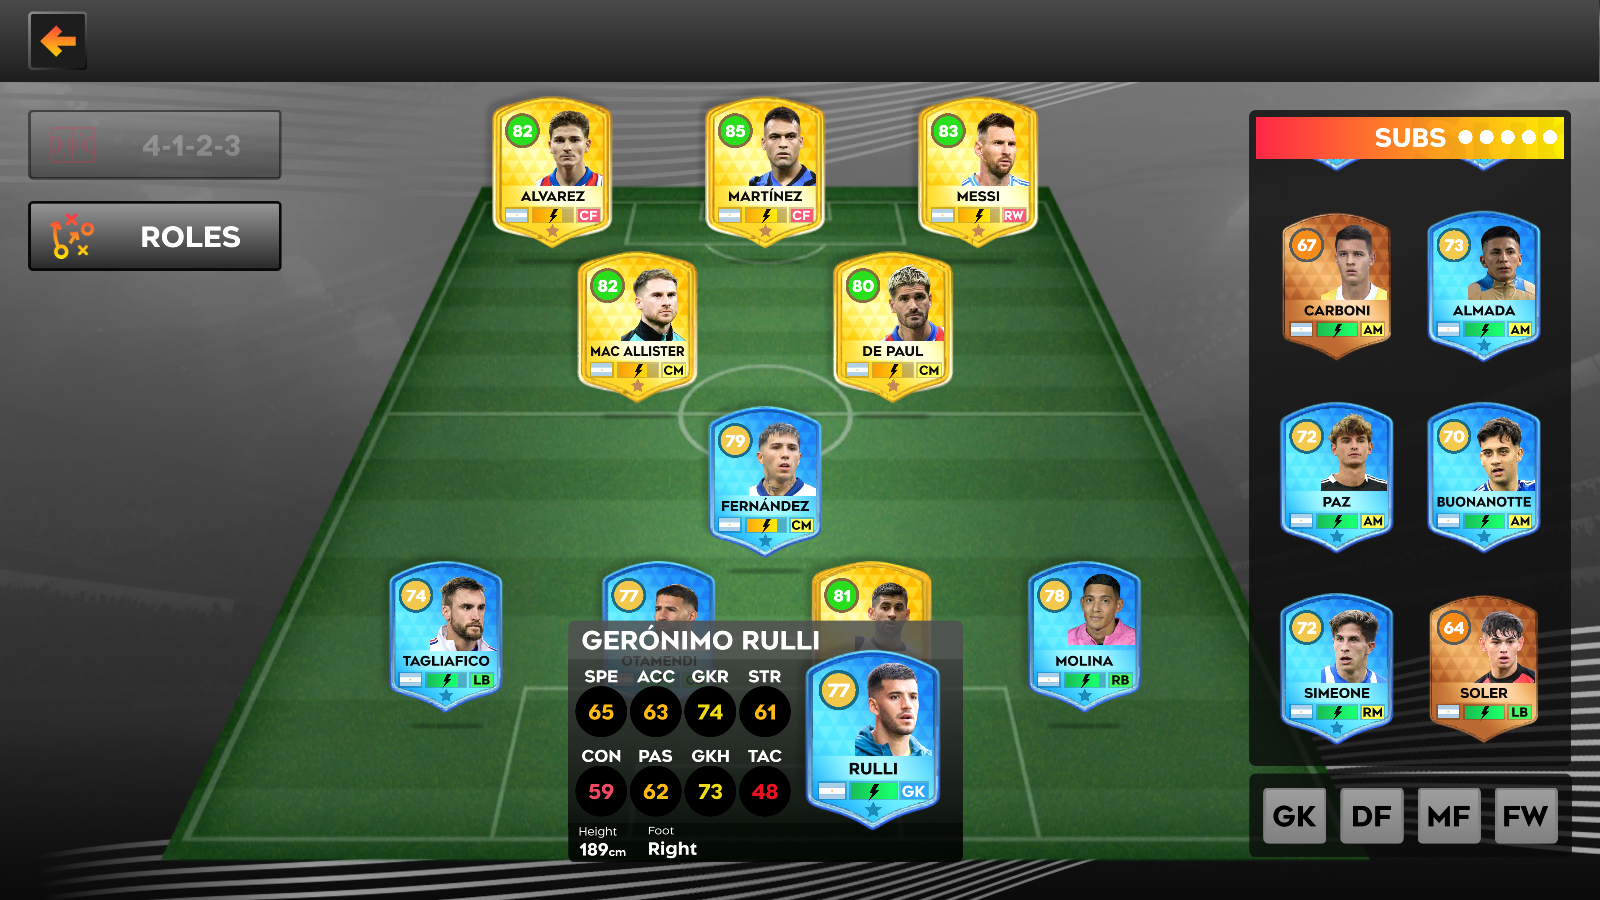 4-1-2-3
ROLES
82
ALVAREZ
CF
85
MARTÍNEZ
CF
83
MESSI
RW
82
MAC ALLISTER
CM
80
DE PAUL
CM
79
FERNÁNDEZ
CM
74
TAGLIAFICO
LB
77
OTAMENDI
81
78
MOLINA
RB
GERÓNIMO RULLI
SPE ACC GKR STR
65 63 74 61
CON PAS GKH TAC
59 62 73 48
Height Foot
189cm Right
77
RULLI
GK
SUBS
67
CARBONI
AM
73
ALMADA
AM
72
PAZ
AM
70
BUONANOTTE
AM
72
SIMEONE
RM
64
SOLER
LB
GK DF MF FW